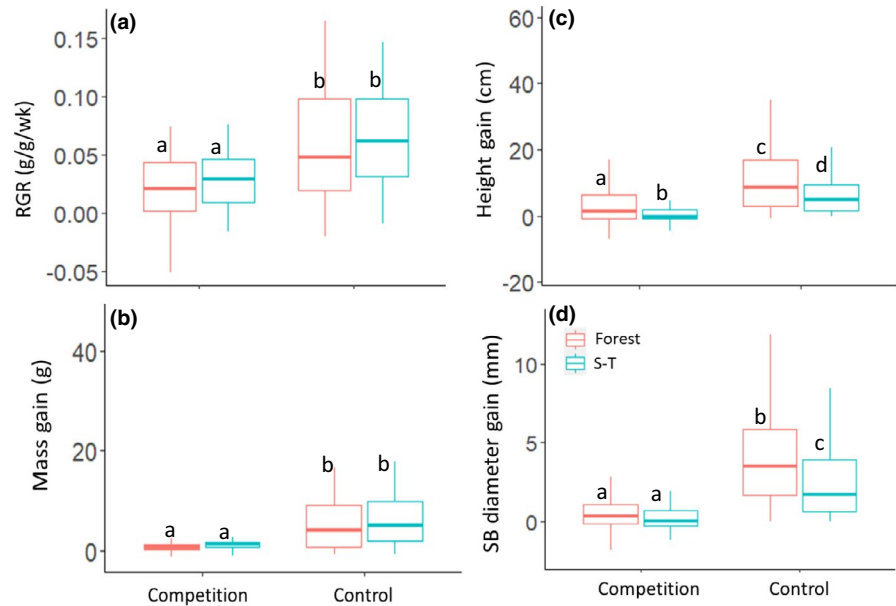 (a)
RGR (g/g/wk)
0.15
0.10
0.05
0.00
-0.05
a
a
b
b
(c)
Height gain (cm)
60
40
20
0
-20
a
b
c
d
(b)
Mass gain (g)
40
20
0
a
a
b
b
Competition
Control
(d)
SB diameter gain (mm)
10
5
0
Forest
S-T
a
a
b
c
Competition
Control